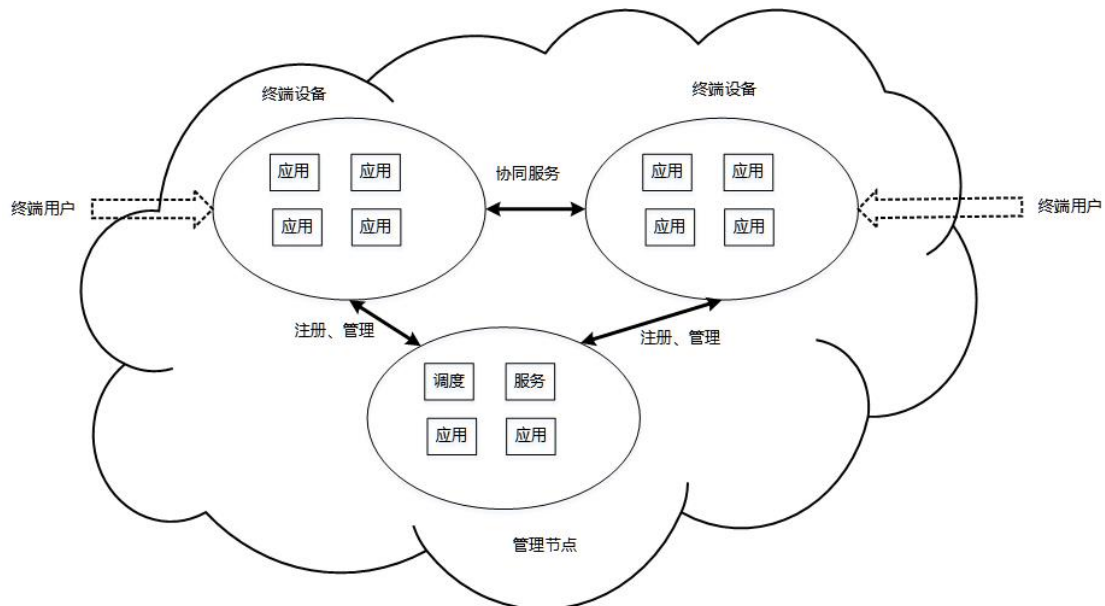 终端设备
终端设备
应用
应用
应用
应用
协同服务
应用
应用
应用
应用
终端用户
终端用户
注册、管理
注册、管理
调度
服务
应用
应用
管理节点